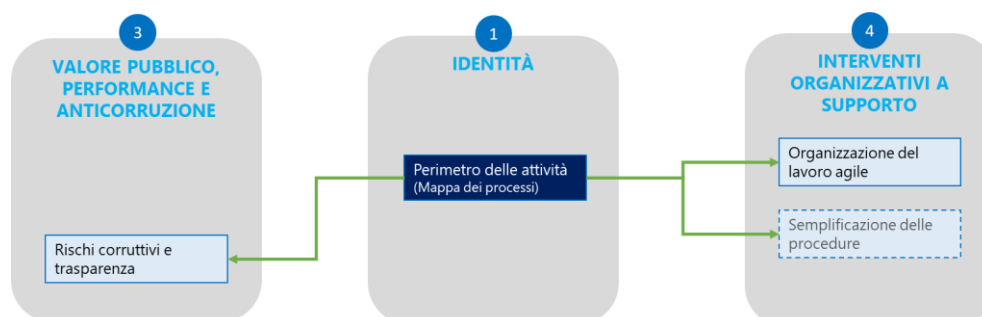 3
VALORE PUBBLICO,
PERFORMANCE E
ANTICORRUZIONE
Rischi corruttivi e
trasparenza
1
IDENTITÀ
Perimetro delle attività
(Mappa dei processi)
4
INTERVENTI
ORGANIZZATIVI A
SUPPORTO
Organizzazione del
lavoro agile
Semplificazione delle
procedure